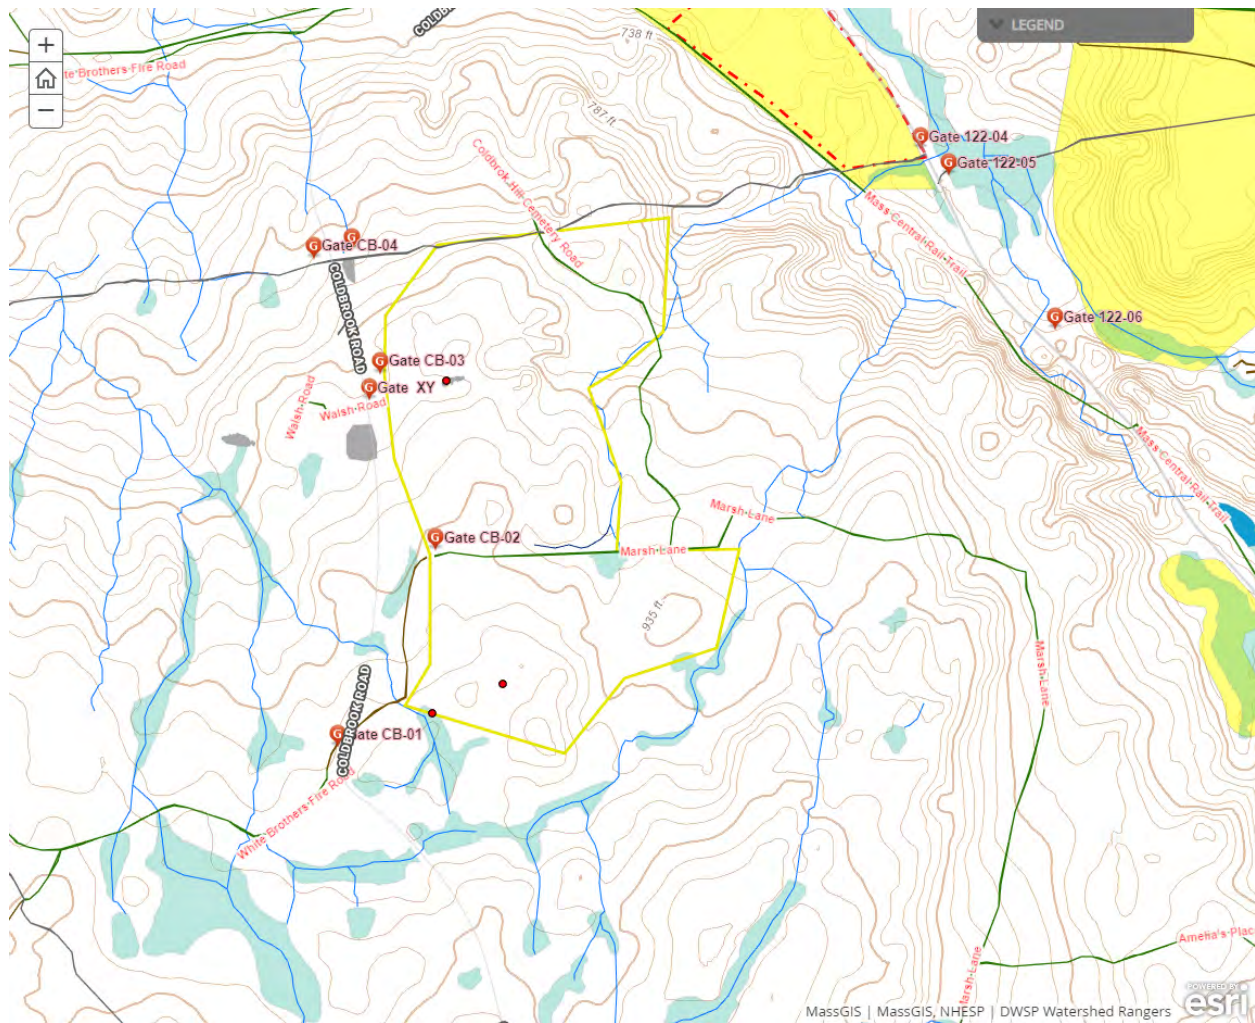 COLDB
738 ft
LEGEND
+
te Brothers Fire Road
−
787 ft
Gate 122-04
Coldbrok Hill Cemetery Road
Gate 122-05
Mass Central Rail Trail
Gate CB-04
COLDBROOK ROAD
Gate 122-06
Gate CB-03
Gate XY
Walsh Road
Walsh Road
Mass Central Rail Trail
Marsh Lane
Gate CB-02
Marsh Lane
935 ft
Marsh Lane
COLDBROOK ROAD
Gate CB-01
White Brothers Fire Road
Amelia's Place
Marsh Lane
POWERED BY
esri
MassGIS | MassGIS, NHESP | DWSP Watershed Rangers